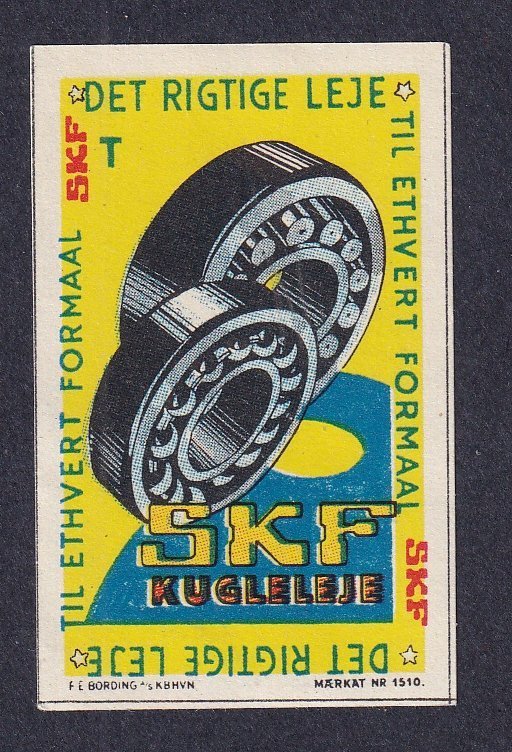 DET RIGTIGE LEJE
TIL ETHVERT FORMAAL
SKF
DET RIGTIGE LEJE
TIL ETHVERT FORMAAL
SKF
T
SKF
KUGLELEJE
F E BORDING A/S KBHVN
MÆRKAT NR 1510.